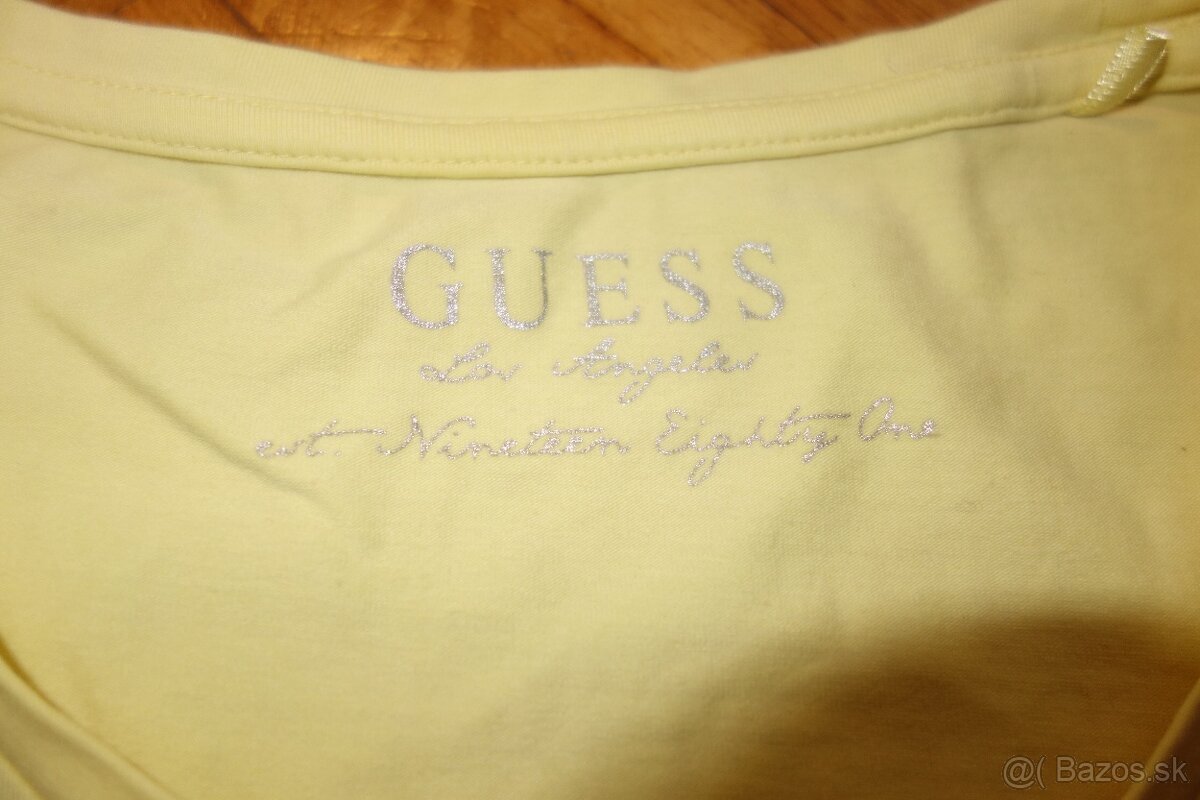 GUESS
Los Angeles
est. Nineteen Eighty One
@( Bazos.sk